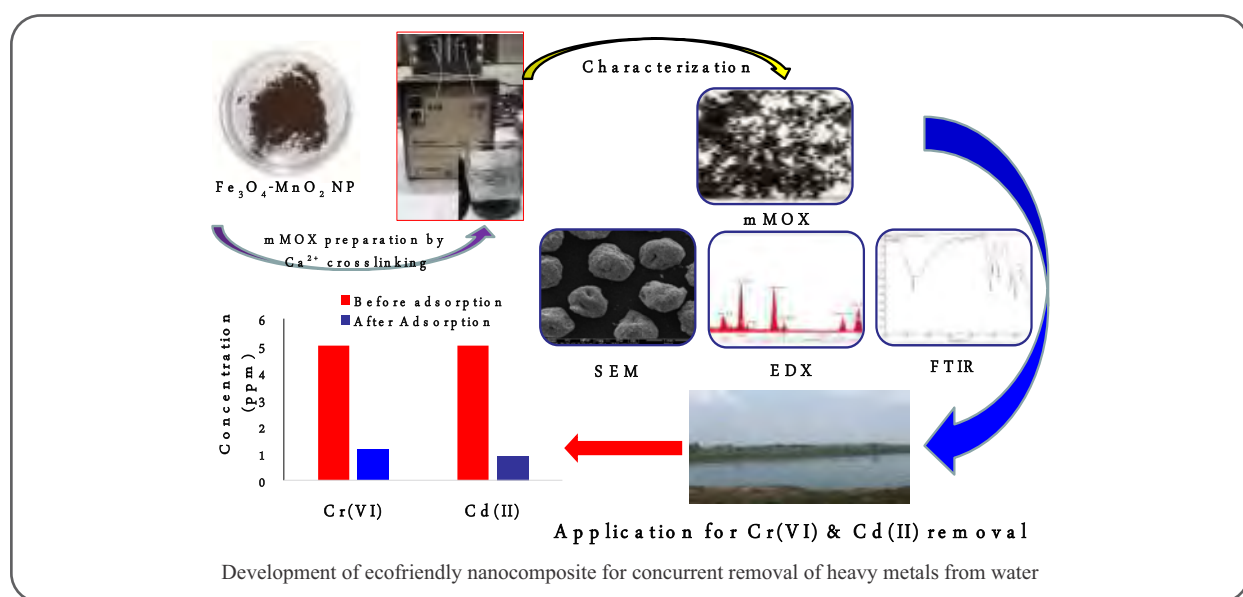 Characterization
Fe₃O₄-MnO₂ NP
mMOX
mMOX preparation by
Ca²⁺ crosslinking
SEM
EDX
FTIR
Before adsorption
After Adsorption
Concentration
(ppm)
6
5
4
3
2
1
0
Cr(VI)
Cd(II)
Application for Cr(VI) & Cd(II) removal
Development of ecofriendly nanocomposite for concurrent removal of heavy metals from water